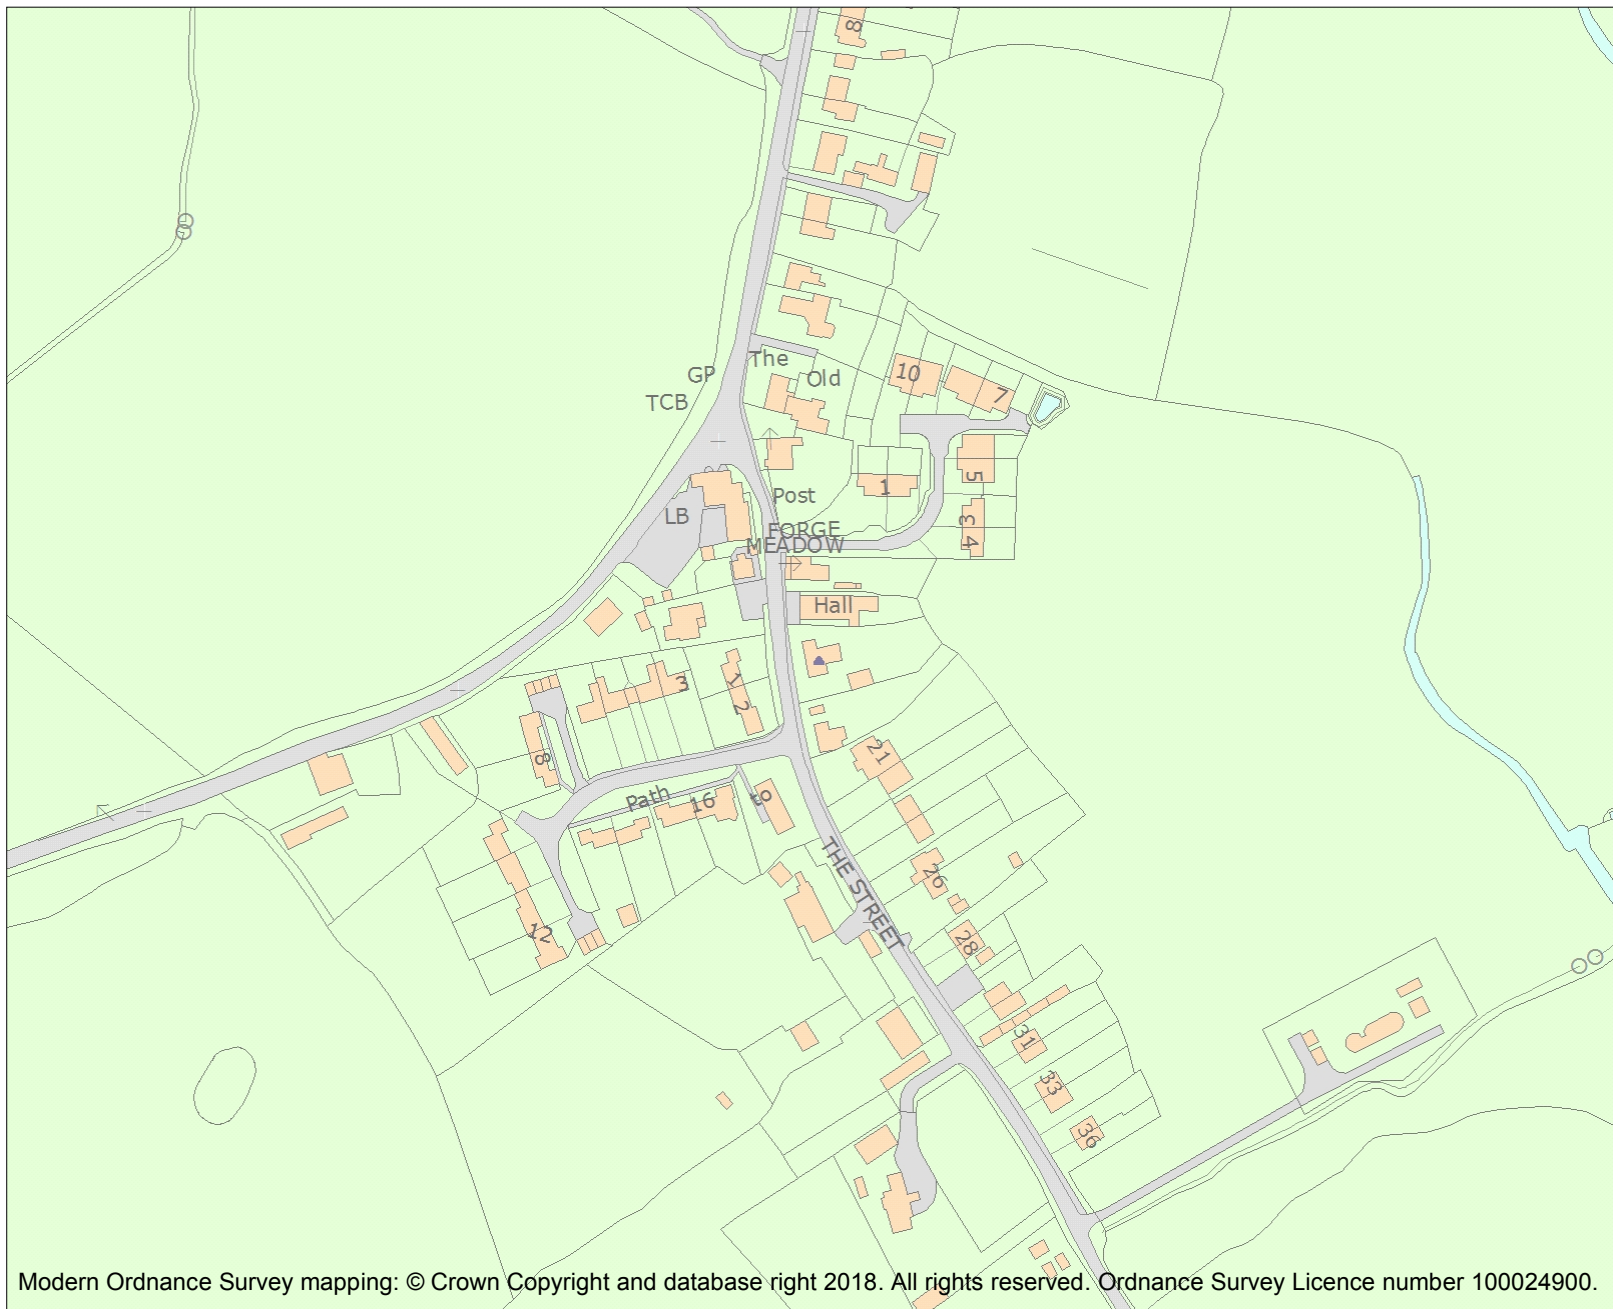 8
The
GP
Old
10
TCB
7
5
1
Post
LB
3
FORGE
4
MEADOW
Hall
1
3
2
21
8
Path
16
19
THE STREET
26
12
28
31
33
36
Modern Ordnance Survey mapping: © Crown Copyright and database right 2018. All rights reserved. Ordnance Survey Licence number 100024900.